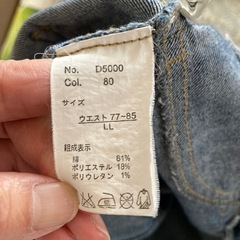 No. D5000
Col. 80
サイズ
ウエスト 77~85
LL
組成表示
綿 81%
ポリエステル 18%
ポリウレタン 1%